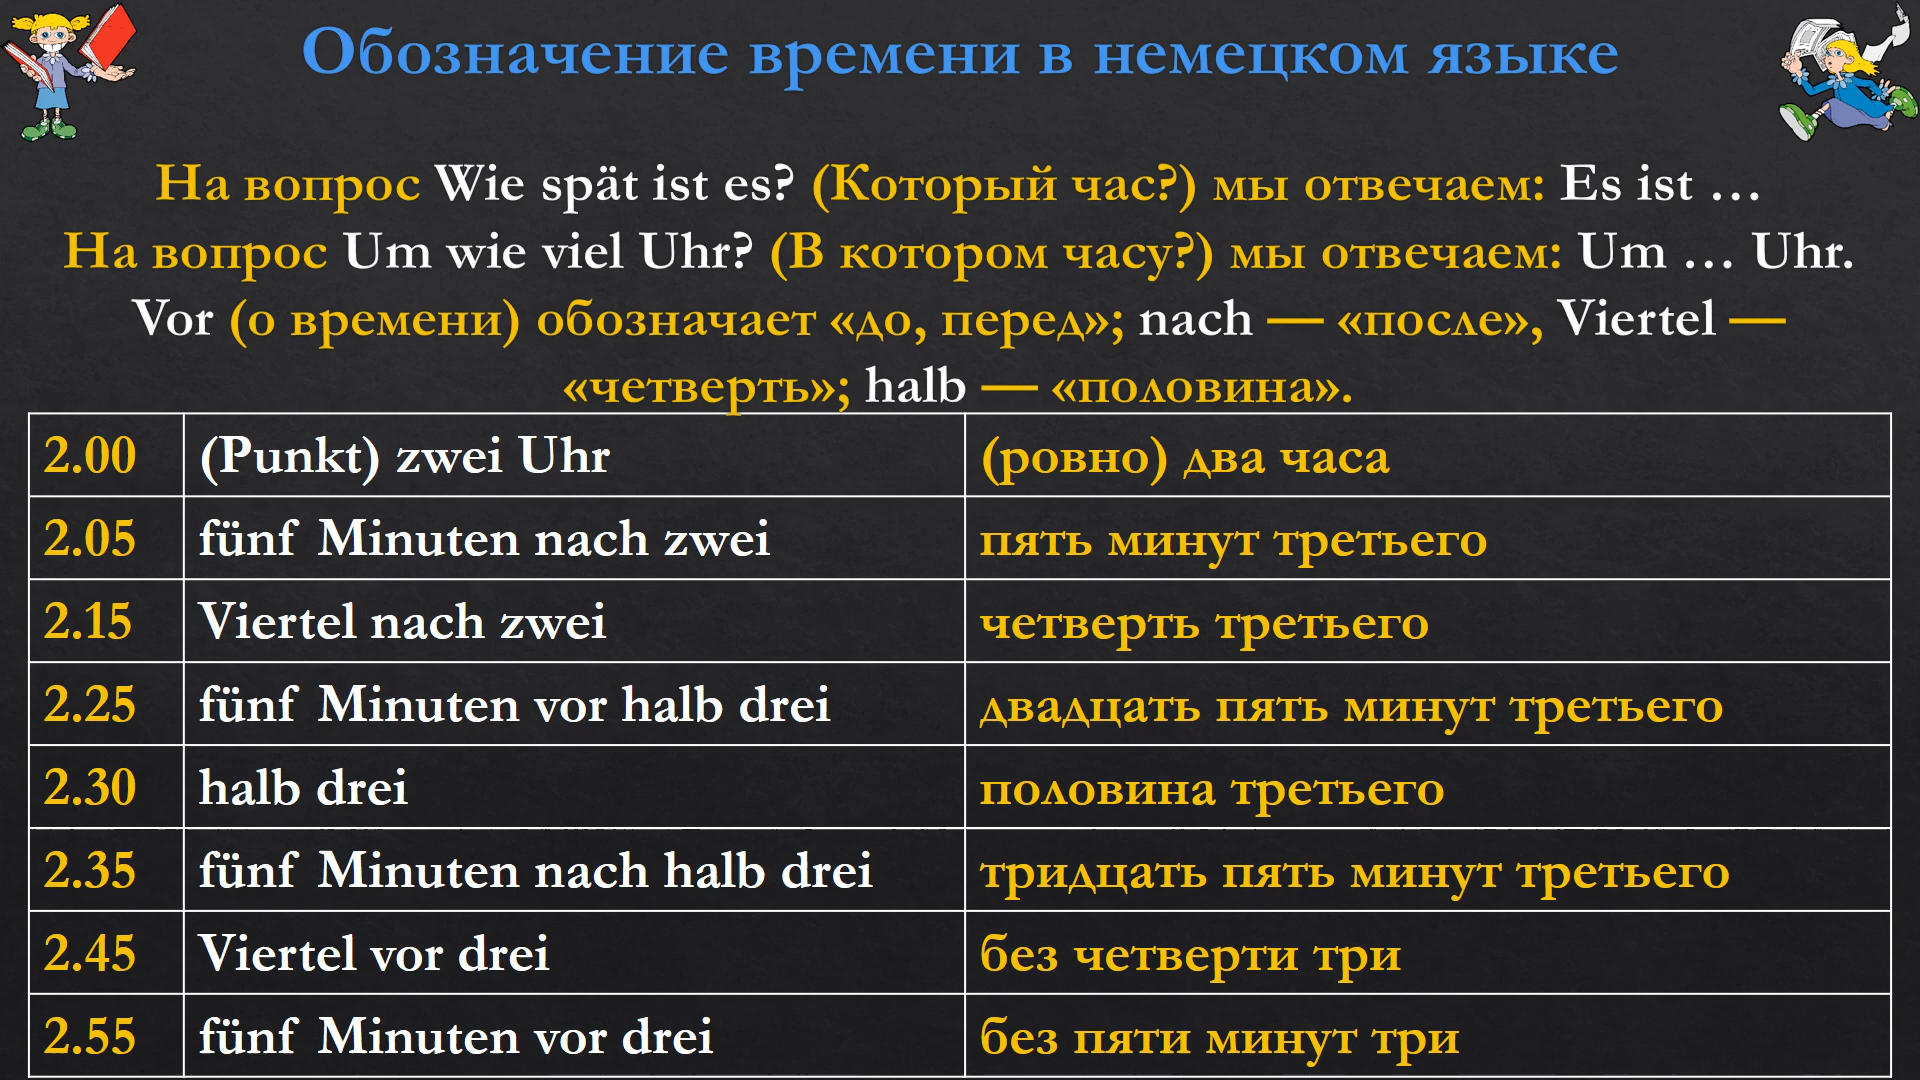 Обозначение времени в немецком языке
На вопрос Wie spät ist es? (Который час?) мы отвечаем: Es ist …
На вопрос Um wie viel Uhr? (В котором часу?) мы отвечаем: Um … Uhr.
Vor (о времени) обозначает «до, перед»; nach — «после», Viertel —
«четверть»; halb — «половина».
2.00 (Punkt) zwei Uhr (ровно) два часа
2.05 fünf Minuten nach zwei пять минут третьего
2.15 Viertel nach zwei четверть третьего
2.25 fünf Minuten vor halb drei двадцать пять минут третьего
2.30 halb drei половина третьего
2.35 fünf Minuten nach halb drei тридцать пять минут третьего
2.45 Viertel vor drei без четверти три
2.55 fünf Minuten vor drei без пяти минут три